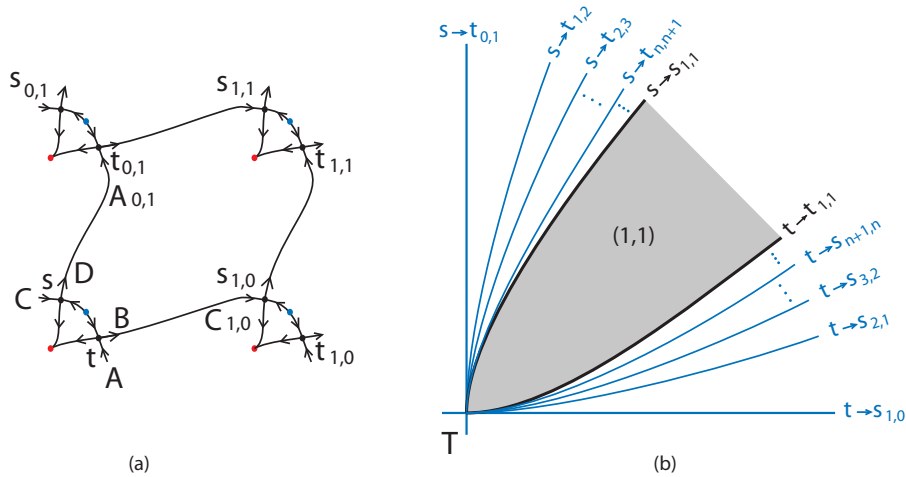 s0,1
s1,1
t0,1
t1,1
A0,1
s D
s1,0
C
B
C1,0
t
A
t1,0
(a)
s→t0,1
s→t1,2
s→t2,3
s→tn,n+1
s→s1,1
(1,1)
t→t1,1
t→sn+1,n
t→s3,2
t→s2,1
t→s1,0
T
(b)